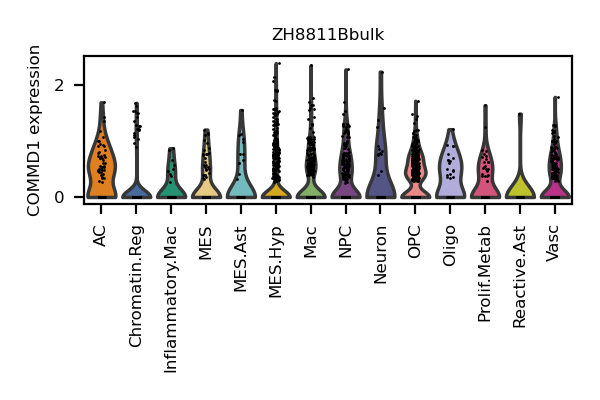 ZH8811Bbulk
COMMD1 expression
2
0
AC
Chromatin.Reg
Inflammatory.Mac
MES
MES.Ast
MES.Hyp
Mac
NPC
Neuron
OPC
Oligo
Prolif.Metab
Reactive.Ast
Vasc